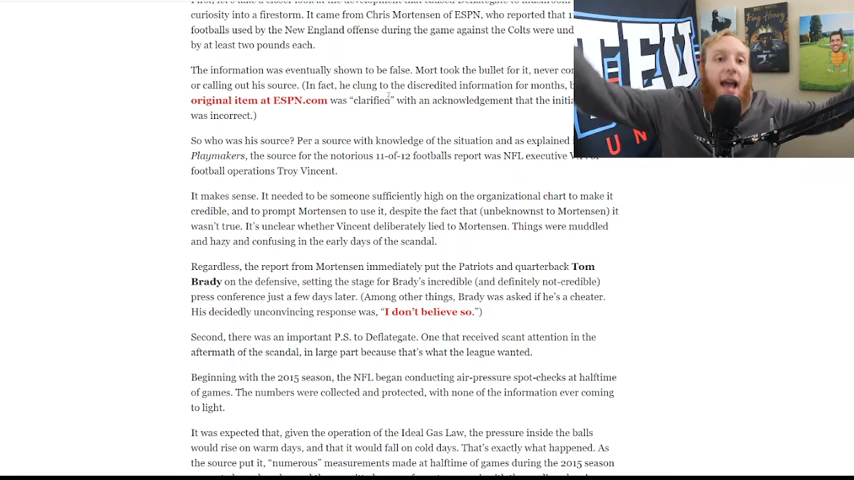 curiosity into a firestorm. It came from Chris Mortensen of ESPN, who reported that 1
footballs used by the New England offense during the game against the Colts were und
by at least two pounds each.
The information was eventually shown to be false. Mort took the bullet for it, never
or calling out his source. (In fact, he clung to the discredited information for months,
original item at ESPN.com was “clarified” with an acknowledgement that the
was incorrect.)
So who was his source? Per a source with knowledge of the situation and as explained
Playmakers, the source for the notorious 11-of-12 footballs report was NFL executive
football operations Troy Vincent.
It makes sense. It needed to be someone sufficiently high on the organizational chart to make it
credible, and to prompt Mortensen to use it, despite the fact that (unbeknownst to Mortensen) it
wasn’t true. It’s unclear whether Vincent deliberately lied to Mortensen. Things were muddled
and hazy and confusing in the early days of the scandal.
Regardless, the report from Mortensen immediately put the Patriots and quarterback Tom
Brady on the defensive, setting the stage for Brady’s incredible (and definitely not-credible)
press conference just a few days later. (Among other things, Brady was asked if he’s a cheater.
His decidedly unconvincing response was, “I don’t believe so.”)
Second, there was an important P.S. to Deflategate. One that received scant attention in the
aftermath of the scandal, in large part because that’s what the league wanted.
Beginning with the 2015 season, the NFL began conducting air-pressure spot-checks at halftime
of games. The numbers were collected and protected, with none of the information ever coming
to light.
It was expected that, given the operation of the Ideal Gas Law, the pressure inside the balls
would rise on warm days, and that it would fall on cold days. That’s exactly what happened. As
the source put it, “numerous” measurements made at halftime of games during the 2015 season
King Henry
UN